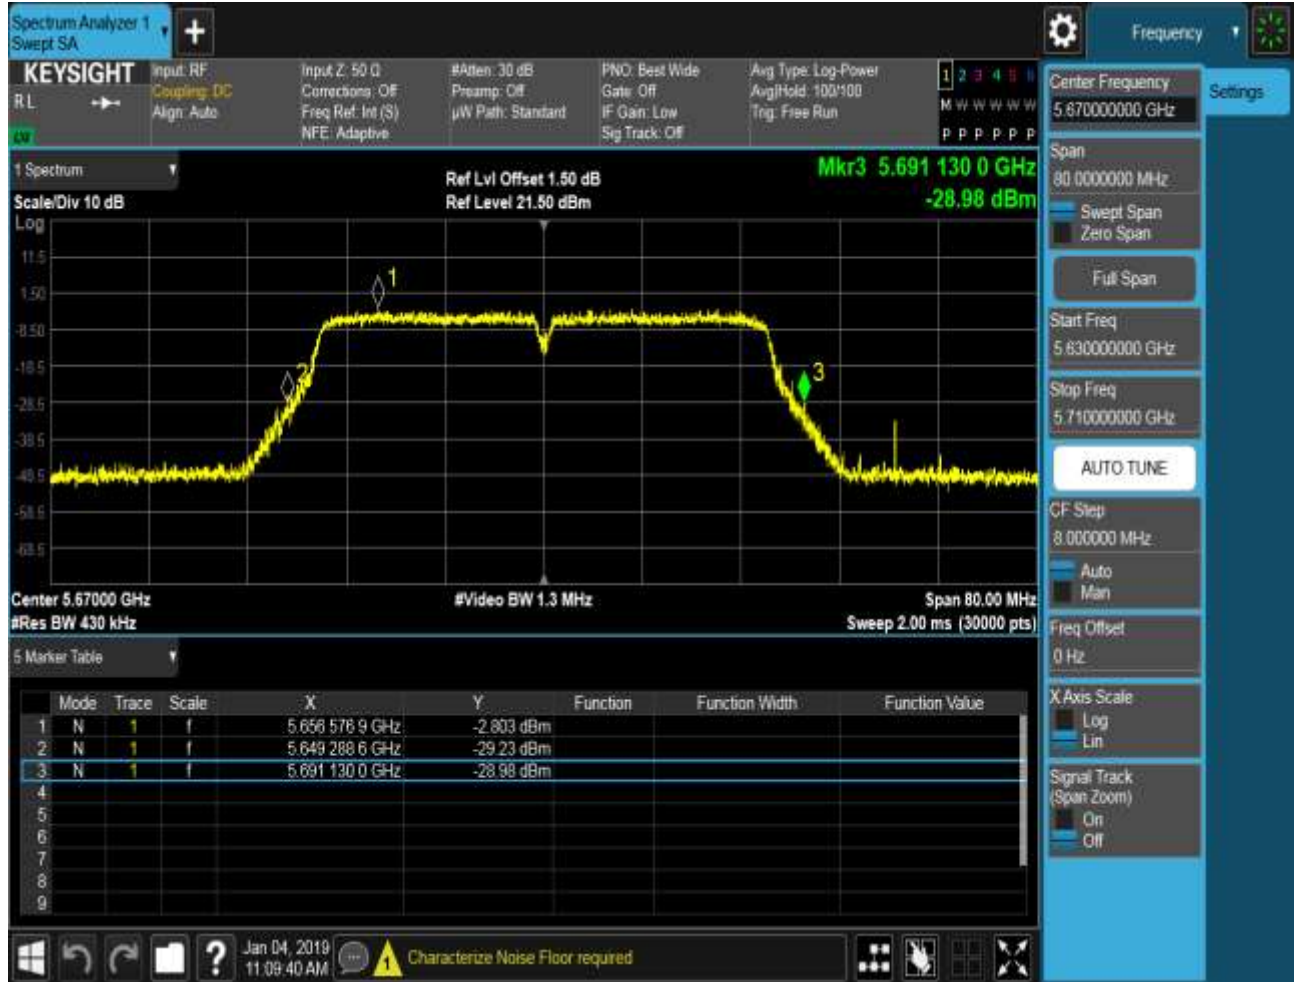 Spectrum Analyzer 1
Swept SA
Frequency
KEYSIGHT
R L
Input: RF
Coupling: DC
Align: Auto
Input Z: 50 Ω
Corrections: Off
Freq Ref: Int (S)
NFE: Adaptive
#Atten: 30 dB
Preamp: Off
µW Path: Standard
PNO: Best Wide
Gate: Off
IF Gain: Low
Sig Track: Off
Avg Type: Log-Power
Avg|Hold: 100/100
Trig: Free Run
1 2 3 4 5 6
M W W W W W
P P P P P P
1 Spectrum
Scale/Div 10 dB
Ref Lvl Offset 1.50 dB
Ref Level 21.50 dBm
Mkr3 5.691 130 0 GHz
-28.98 dBm
Log
11.5
1.50
-8.50
-18.5
-28.5
-38.5
-48.5
-58.5
-68.5
1
2
3
Center 5.67000 GHz
#Video BW 1.3 MHz
Span 80.00 MHz
#Res BW 430 kHz
Sweep 2.00 ms (30000 pts)
5 Marker Table
Mode Trace Scale X Y Function Function Width Function Value
1 N 1 f 5.656 576 9 GHz -2.803 dBm
2 N 1 f 5.649 288 6 GHz -29.23 dBm
3 N 1 f 5.691 130 0 GHz -28.98 dBm
4
5
6
7
8
9
Center Frequency
5.670000000 GHz
Settings
Span
80.0000000 MHz
Swept Span
Zero Span
Full Span
Start Freq
5.630000000 GHz
Stop Freq
5.710000000 GHz
AUTO TUNE
CF Step
8.000000 MHz
Auto
Man
Freq Offset
0 Hz
X Axis Scale
Log
Lin
Signal Track
(Span Zoom)
On
Off
?
Jan 04, 2019
11:09:40 AM
1
Characterize Noise Floor required